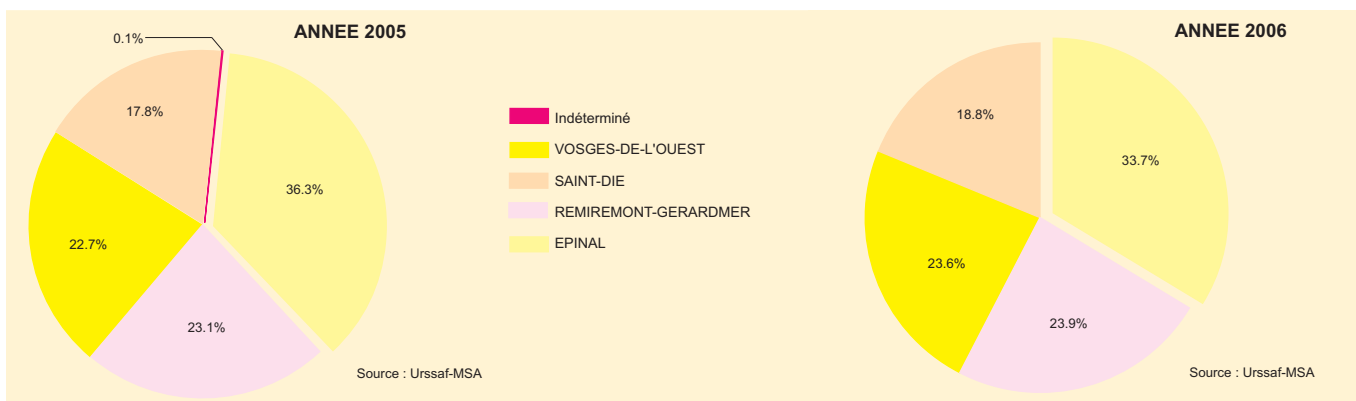 ANNEE 2005
0.1%
17.8%
36.3%
22.7%
23.1%
Source : Urssaf-MSA
Indéterminé
VOSGES-DE-L'OUEST
SAINT-DIE
REMIREMONT-GERARDMER
EPINAL
ANNEE 2006
18.8%
33.7%
23.6%
23.9%
Source : Urssaf-MSA